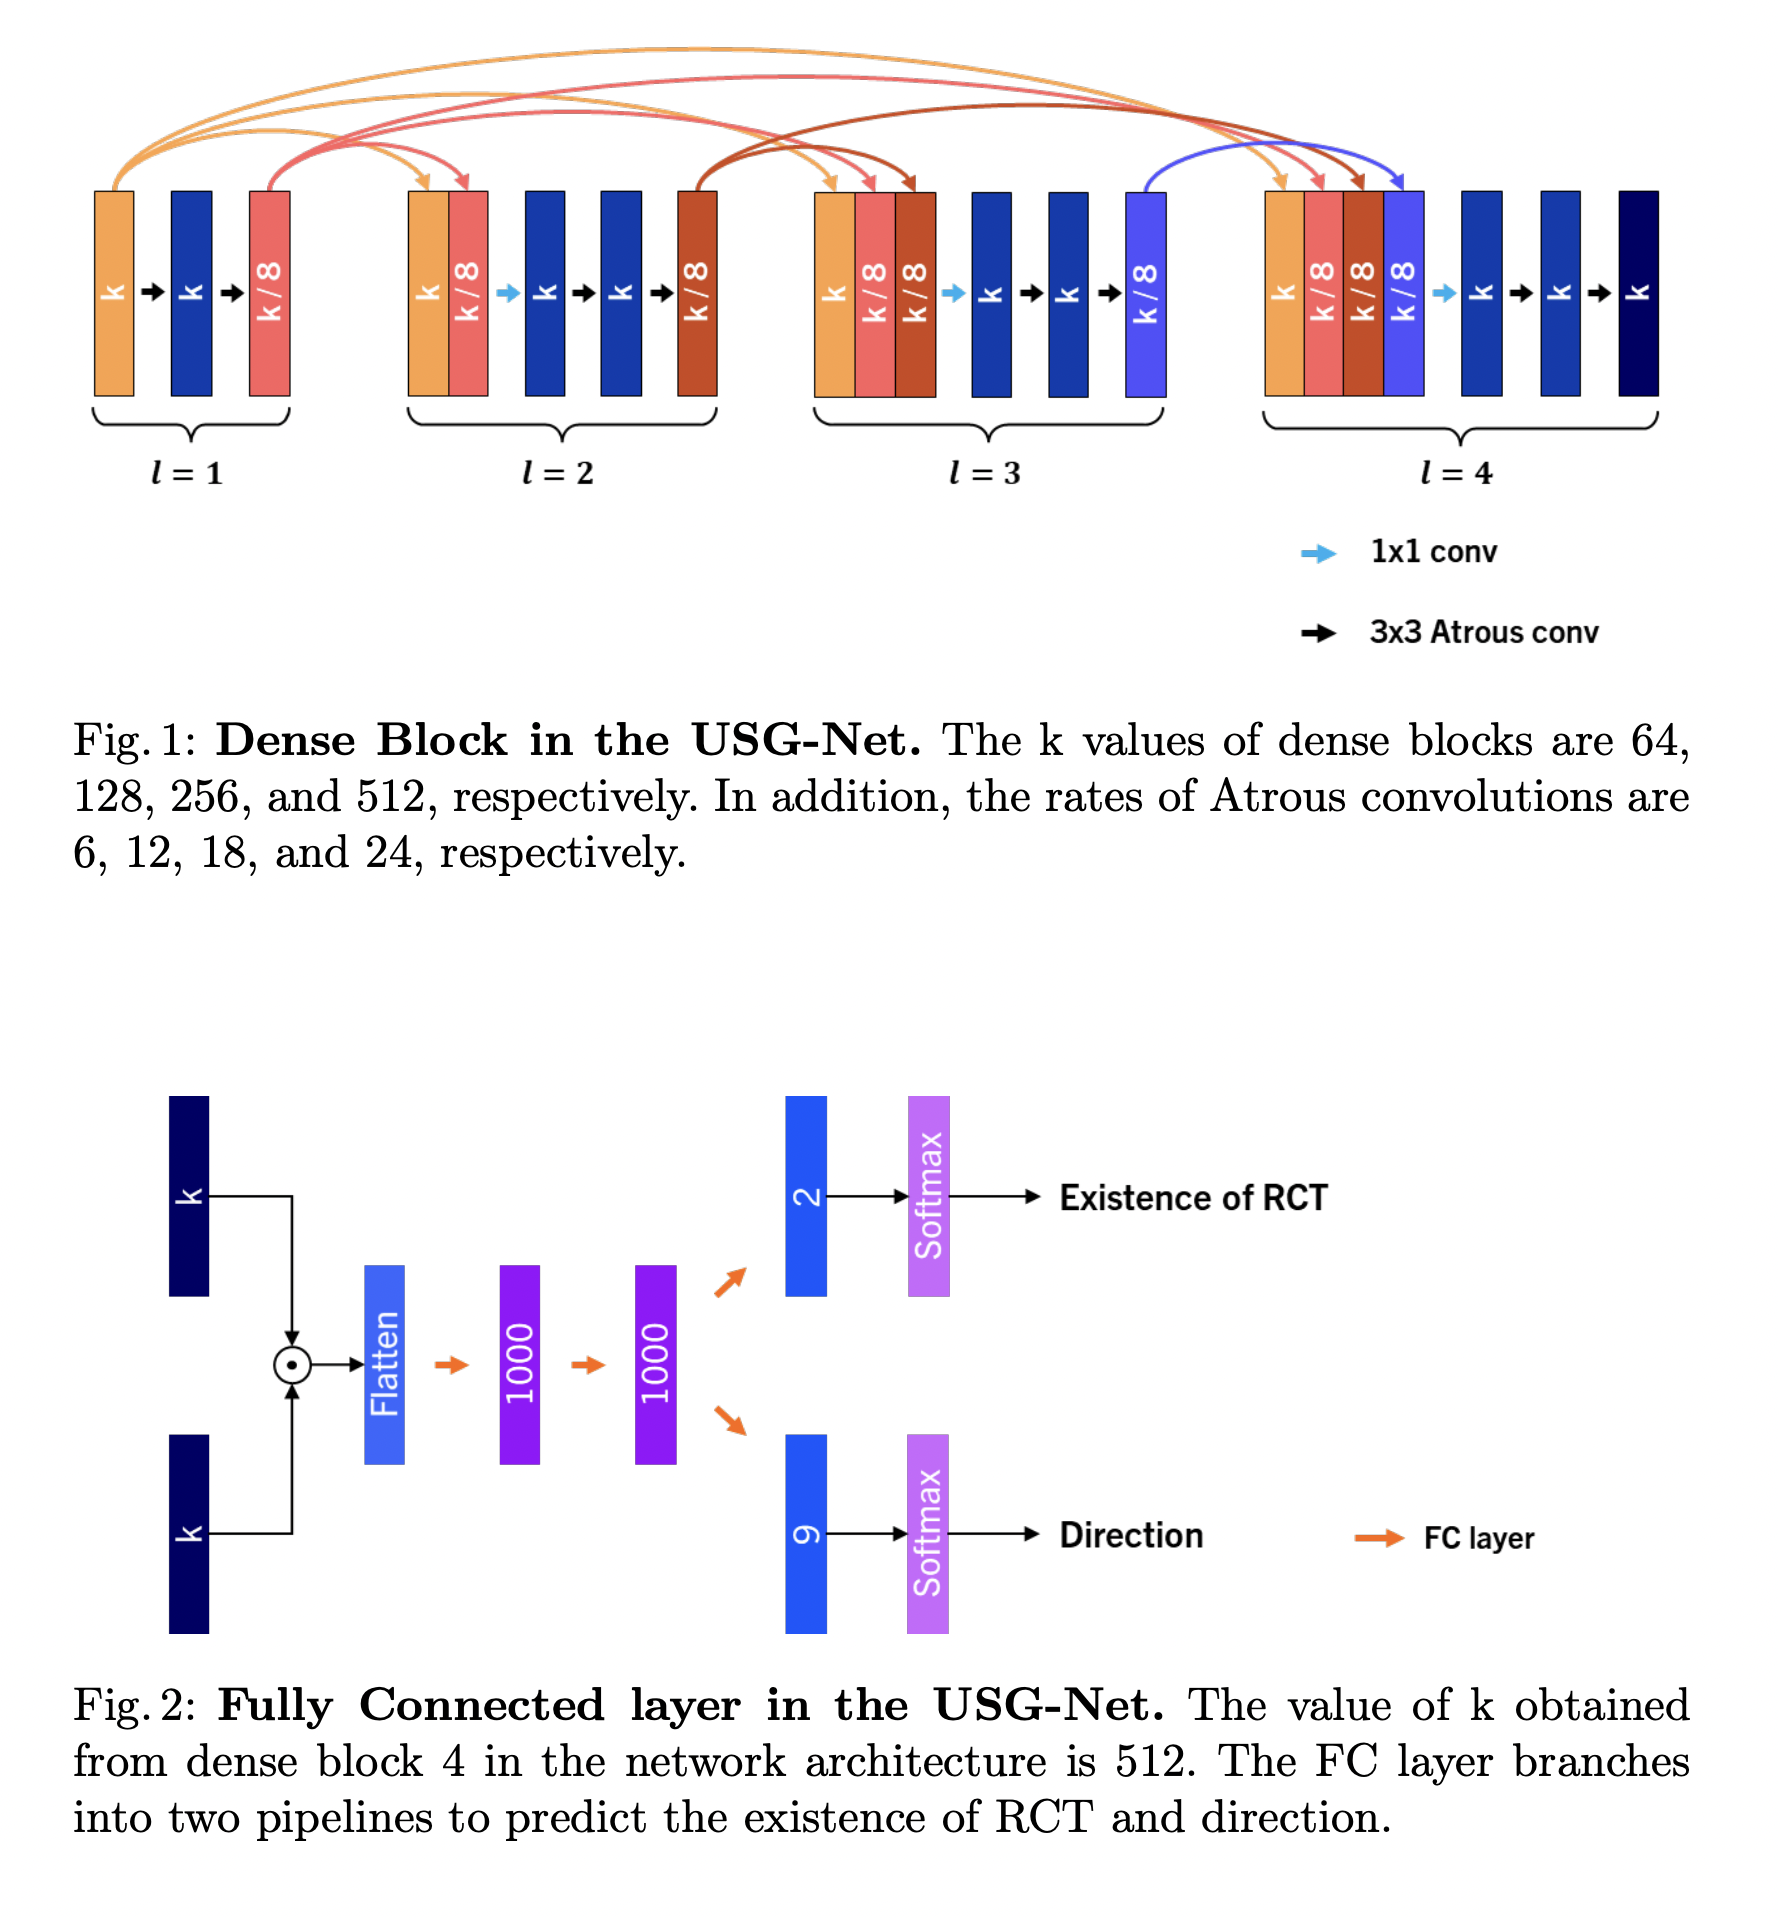 k k k / 8 k k / 8 k k k / 8 k k / 8 k / 8 k k k / 8 k k / 8 k / 8 k / 8 k k k
l = 1 l = 2 l = 3 l = 4
1x1 conv
3x3 Atrous conv
Fig. 1: Dense Block in the USG-Net. The k values of dense blocks are 64,
128, 256, and 512, respectively. In addition, the rates of Atrous convolutions are
6, 12, 18, and 24, respectively.
k 2 Softmax Existence of RCT
Flatten 1000 1000
k 9 Softmax Direction FC layer
Fig. 2: Fully Connected layer in the USG-Net. The value of k obtained
from dense block 4 in the network architecture is 512. The FC layer branches
into two pipelines to predict the existence of RCT and direction.